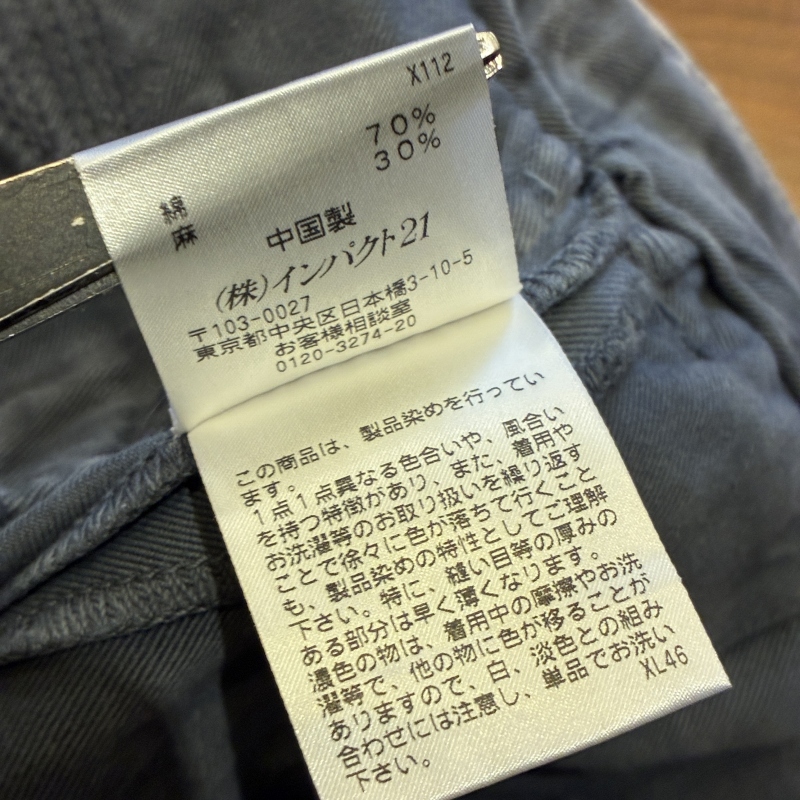 X112
綿 70%
麻 30%
中国製
(株)インパクト21
〒103-0027
東京都中央区日本橋3-10-5
お客様相談室
0120-3274-20
この商品は、製品染めを行ってい
ます。
1点1点異なる色合いや、風合い
を持つ特徴があり、また、着用や
お洗濯等のお取り扱いを繰り返す
ことで徐々に色が落ちて行くこと
も、製品染めの特性としてご理解
下さい。特に、縫い目等の厚みの
ある部分は早く薄くなります。
濃色の物は、着用中の摩擦やお洗
濯等で、他の物に色が移ることが
ありますので、白、淡色との組み
合わせには注意し、単品でお洗い
下さい。
XL46